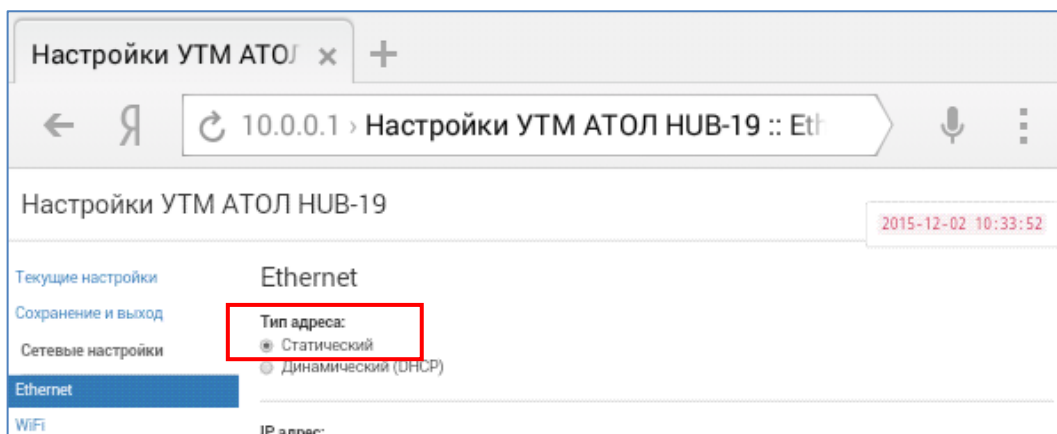 Настройки УТМ АТОЛ
10.0.0.1 › Настройки УТМ АТОЛ HUB-19 :: Eth
Настройки УТМ АТОЛ HUB-19
2015-12-02 10:33:52
Текущие настройки
Сохранение и выход
Сетевые настройки
Ethernet
WiFi
Ethernet
Тип адреса:
Статический
Динамический (DHCP)
IP адрес: